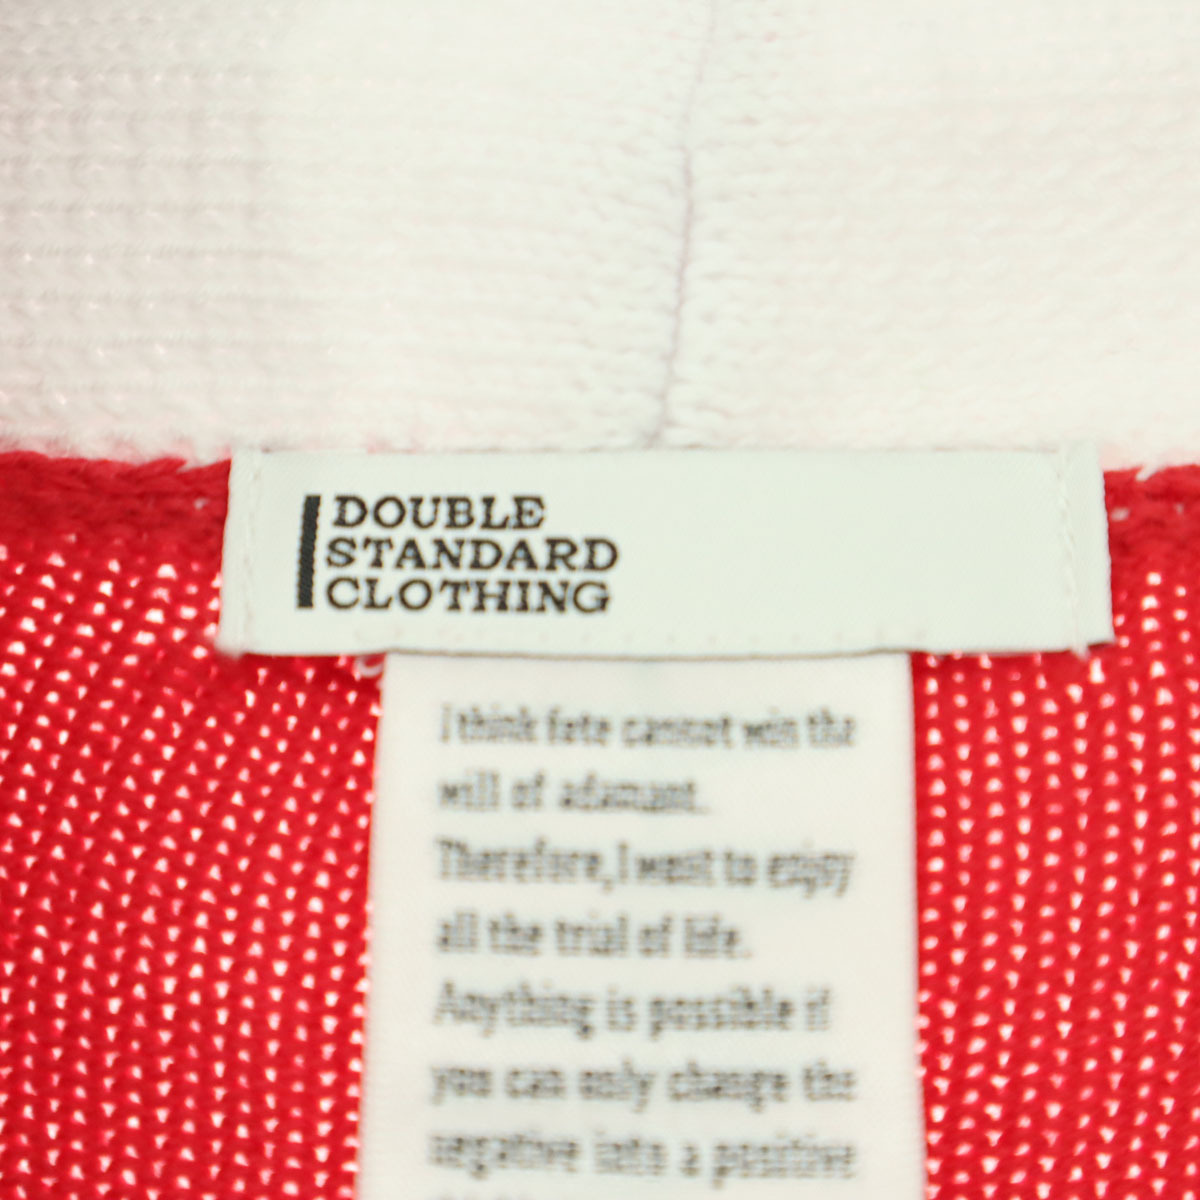 DOUBLE
STANDARD
CLOTHING
I think fete cannot win the
will of adamant.
Therefore,I want to enjoy
all the trial of life.
Anything is possible if
you can only change the
negative into a positive